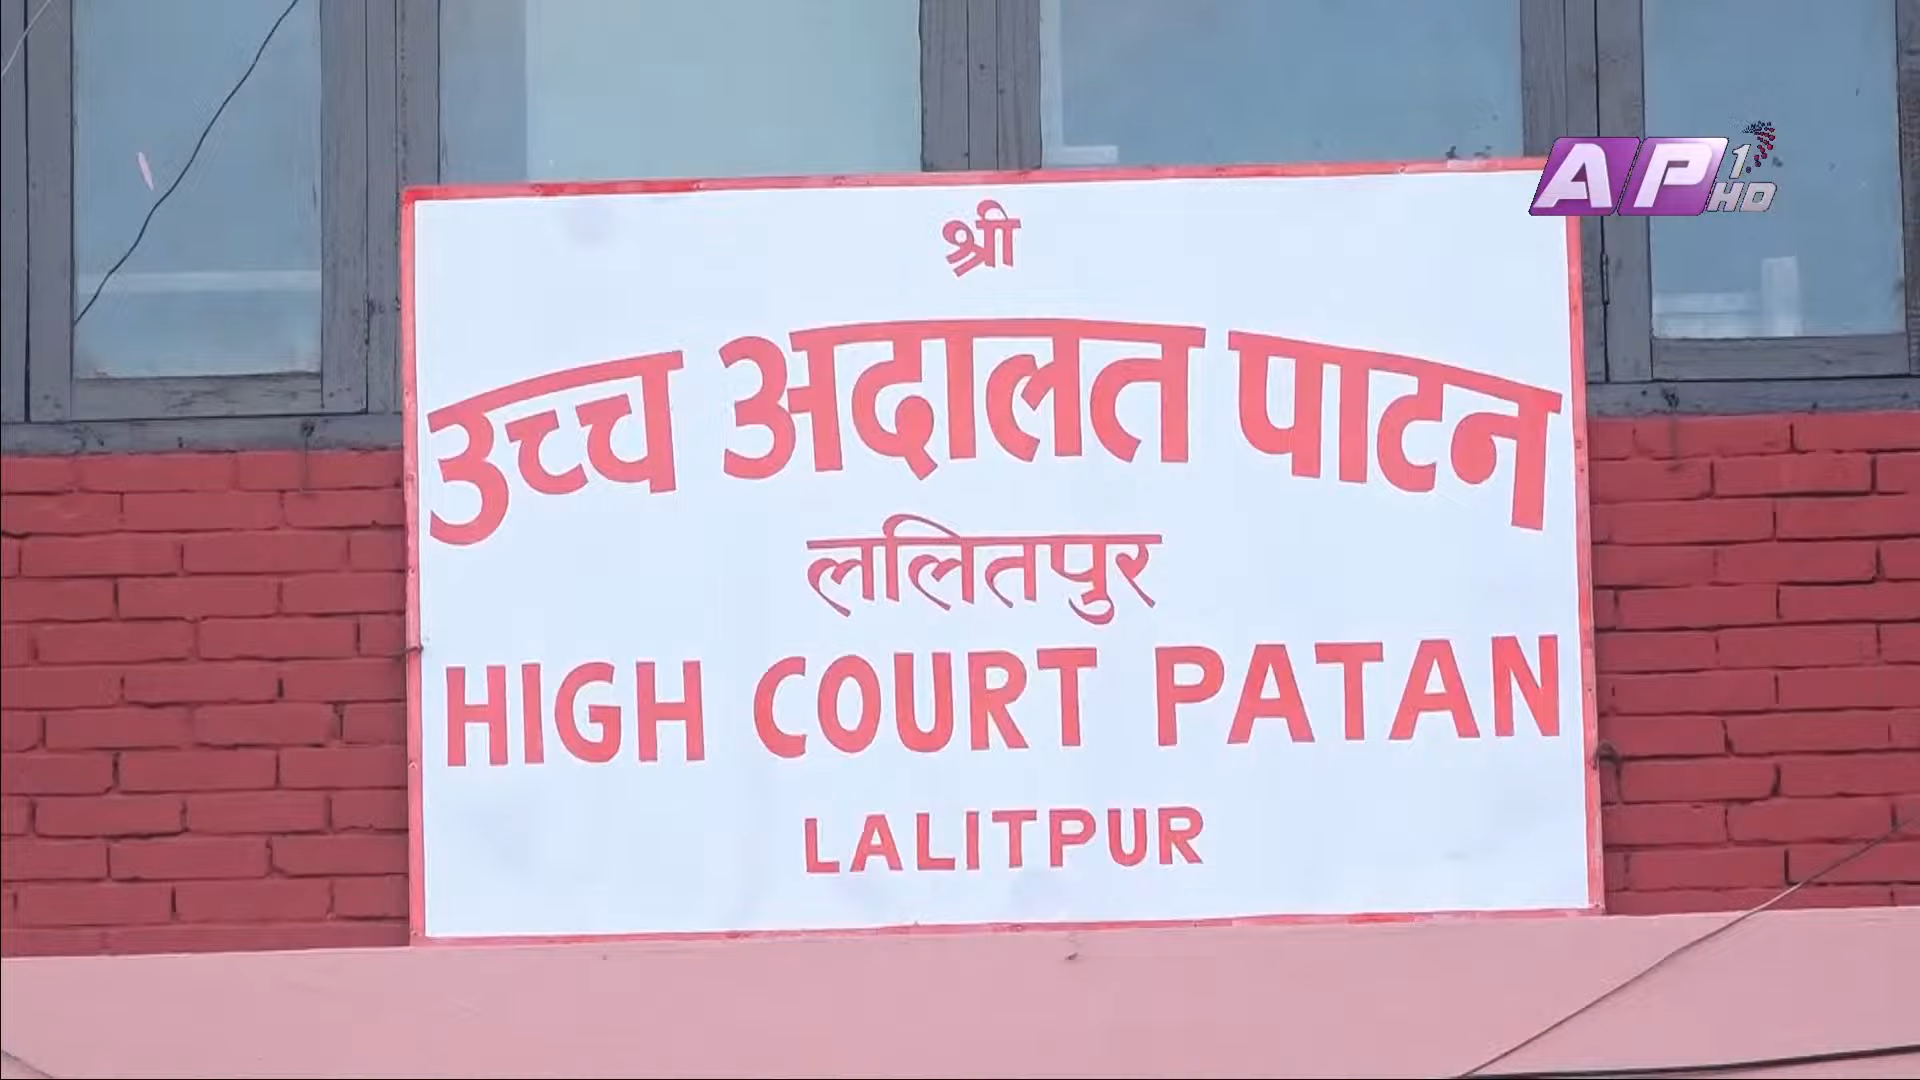 AP1 HD
श्री
उच्च अदालत पाटन
ललितपुर
HIGH COURT PATAN
LALITPUR